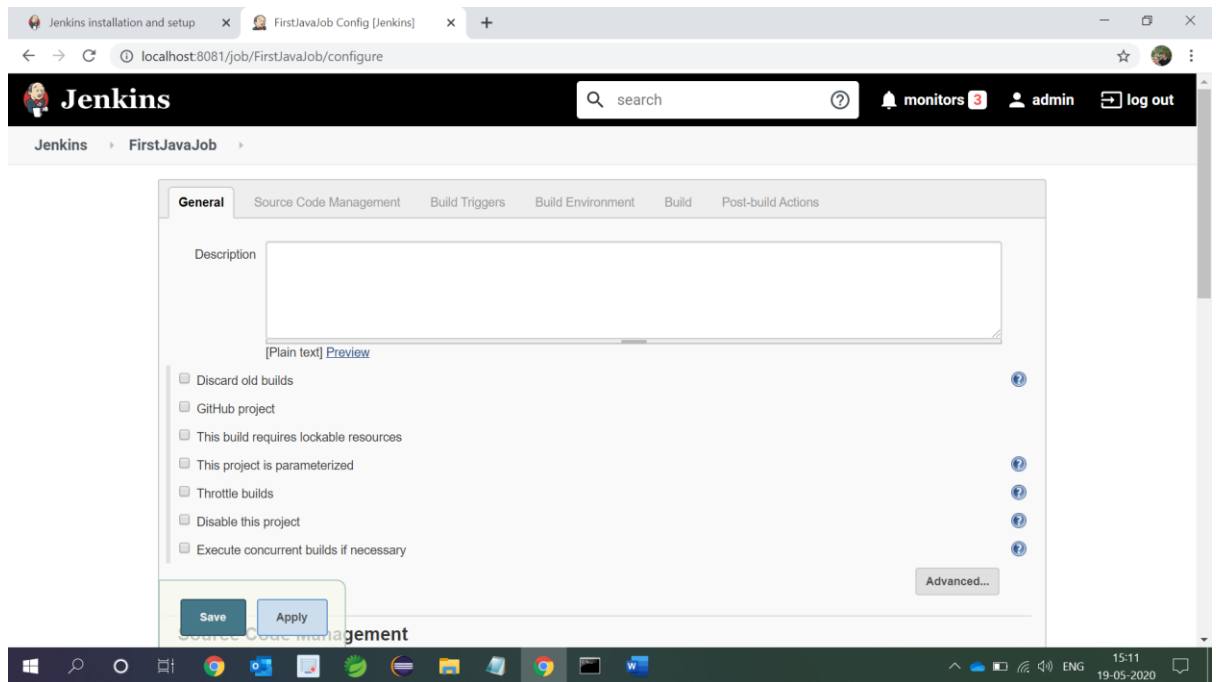 Jenkins installation and setup
FirstJavaJob Config [Jenkins]
localhost:8081/job/FirstJavaJob/configure
Jenkins
search
monitors 3
admin
log out
Jenkins FirstJavaJob
General Source Code Management Build Triggers Build Environment Build Post-build Actions
Description
[Plain text] Preview
Discard old builds
GitHub project
This build requires lockable resources
This project is parameterized
Throttle builds
Disable this project
Execute concurrent builds if necessary
Advanced...
Save Apply
Source Code Management
ENG
15:11
19-05-2020